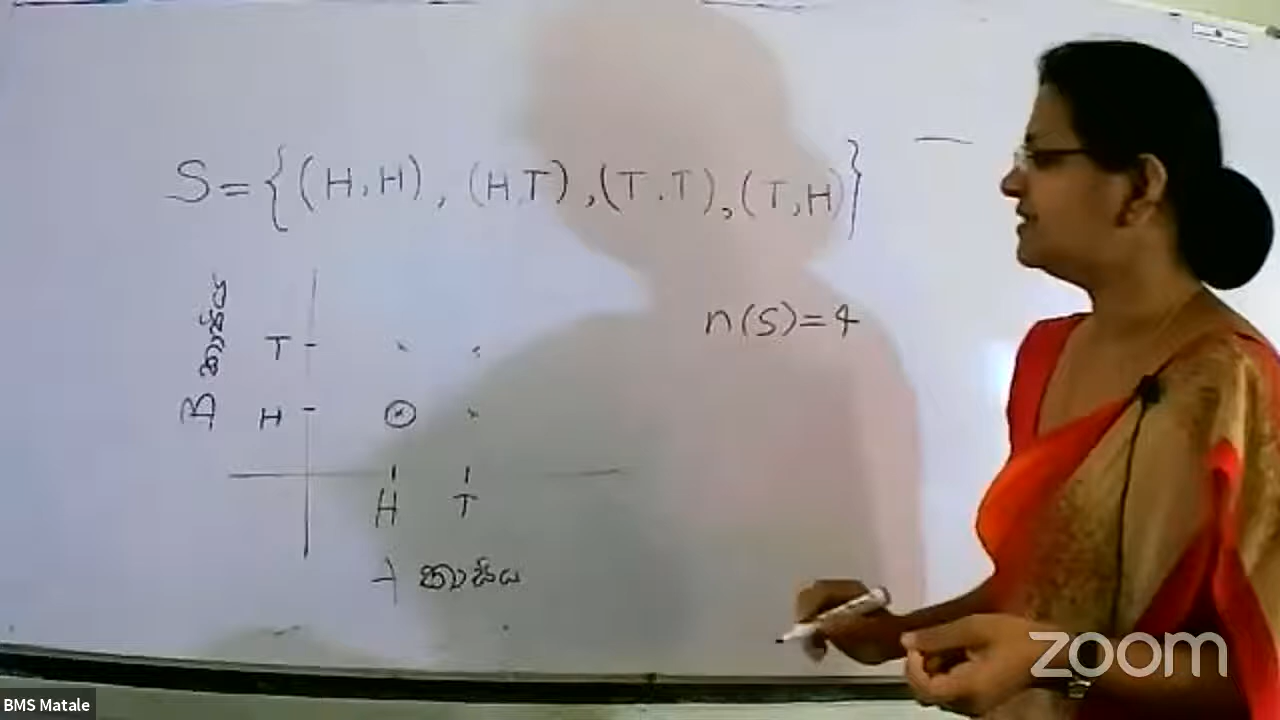 S = {(H,H), (H,T), (T,T), (T,H)}
n(S)=4
B කාසිය
T
H
H T
A කාසිය
zoom
BMS Matale